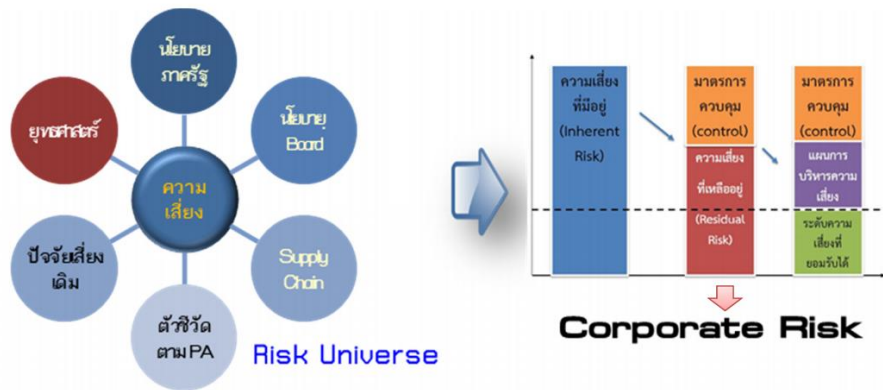 นโยบาย
ภาครัฐ
นโยบาย
Board
Supply
Chain
ตัวชี้วัด
ตาม PA
ปัจจัยเสี่ยง
เดิม
ยุทธศาสตร์
ความ
เสี่ยง
Risk Universe
ความเสี่ยง
ที่มีอยู่
(Inherent
Risk)
มาตรการ
ควบคุม
(control)
ความเสี่ยง
ที่เหลืออยู่
(Residual
Risk)
มาตรการ
ควบคุม
(control)
แผนการ
บริหารความ
เสี่ยง
ระดับความ
เสี่ยงที่
ยอมรับได้
Corporate Risk